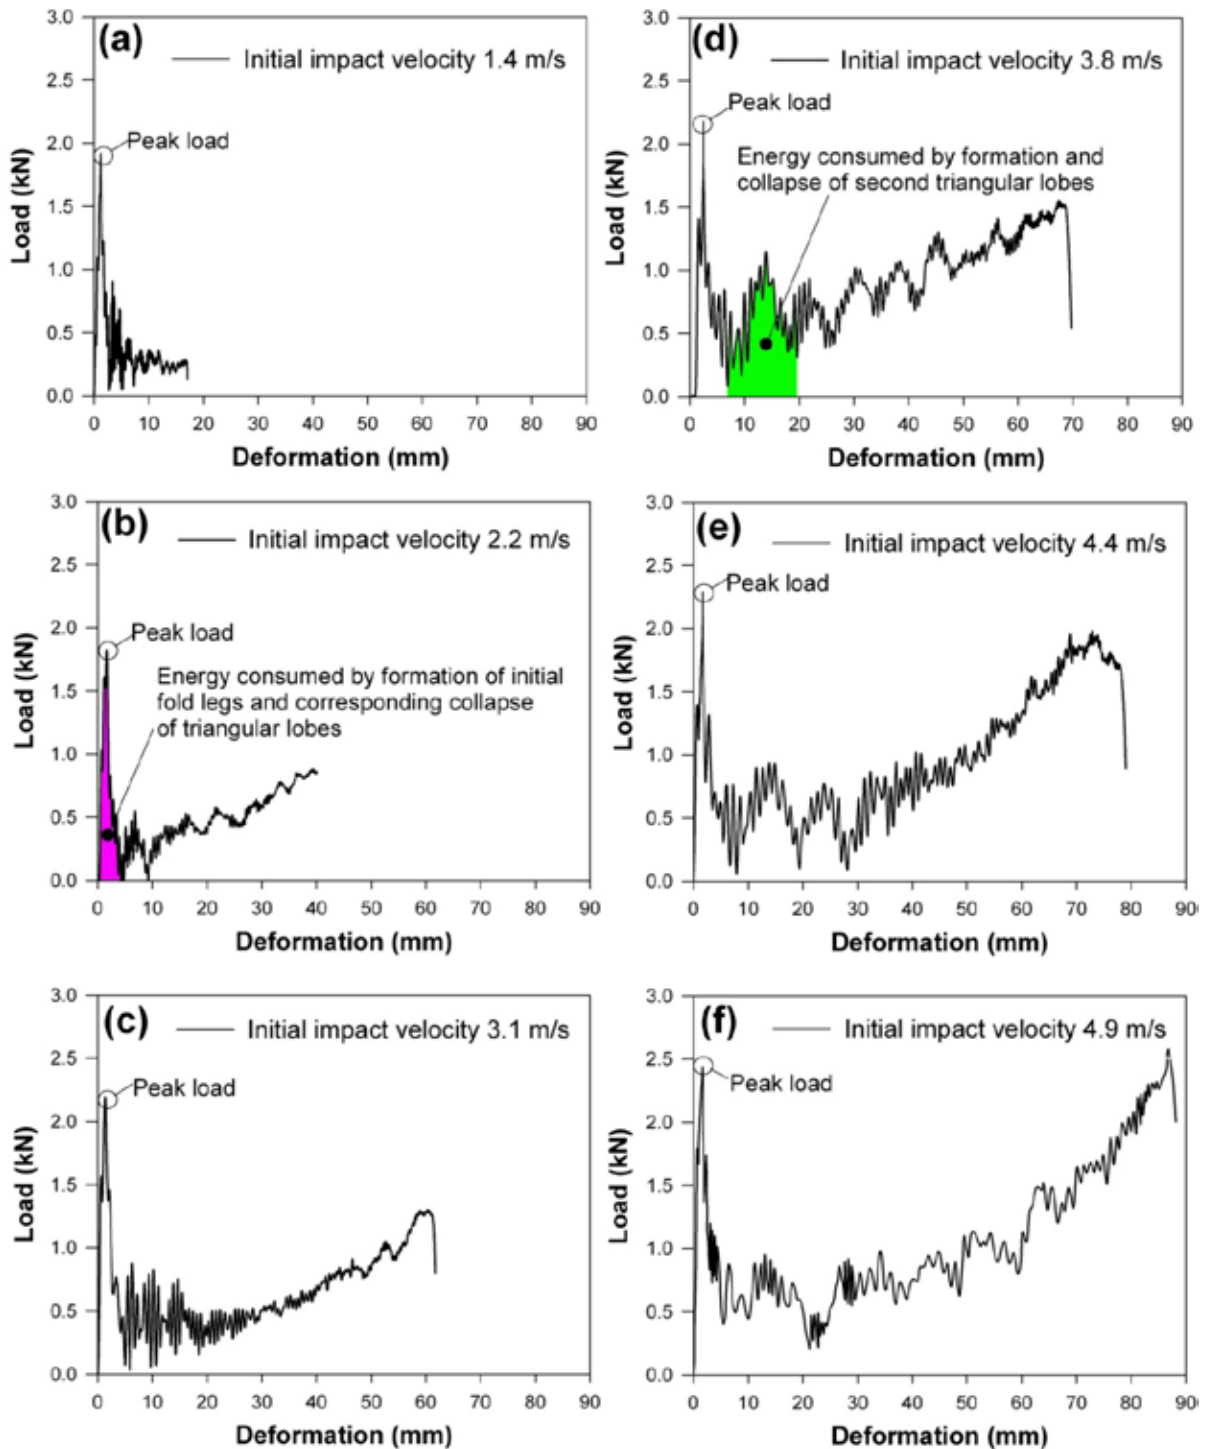 (a)
Initial impact velocity 1.4 m/s
Peak load
Load (kN)
3.0
2.5
2.0
1.5
1.0
0.5
0.0
0 10 20 30 40 50 60 70 80 90
Deformation (mm)
(d)
Initial impact velocity 3.8 m/s
Peak load
Energy consumed by formation and
collapse of second triangular lobes
Load (kN)
3.0
2.5
2.0
1.5
1.0
0.5
0.0
0 10 20 30 40 50 60 70 80 90
Deformation (mm)
(b)
Initial impact velocity 2.2 m/s
Peak load
Energy consumed by formation of initial
fold legs and corresponding collapse
of triangular lobes
Load (kN)
3.0
2.5
2.0
1.5
1.0
0.5
0.0
0 10 20 30 40 50 60 70 80 90
Deformation (mm)
(e)
Initial impact velocity 4.4 m/s
Peak load
Load (kN)
3.0
2.5
2.0
1.5
1.0
0.5
0.0
0 10 20 30 40 50 60 70 80 90
Deformation (mm)
(c)
Initial impact velocity 3.1 m/s
Peak load
Load (kN)
3.0
2.5
2.0
1.5
1.0
0.5
0.0
0 10 20 30 40 50 60 70 80 90
Deformation (mm)
(f)
Initial impact velocity 4.9 m/s
Peak load
Load (kN)
3.0
2.5
2.0
1.5
1.0
0.5
0.0
0 10 20 30 40 50 60 70 80 90
Deformation (mm)